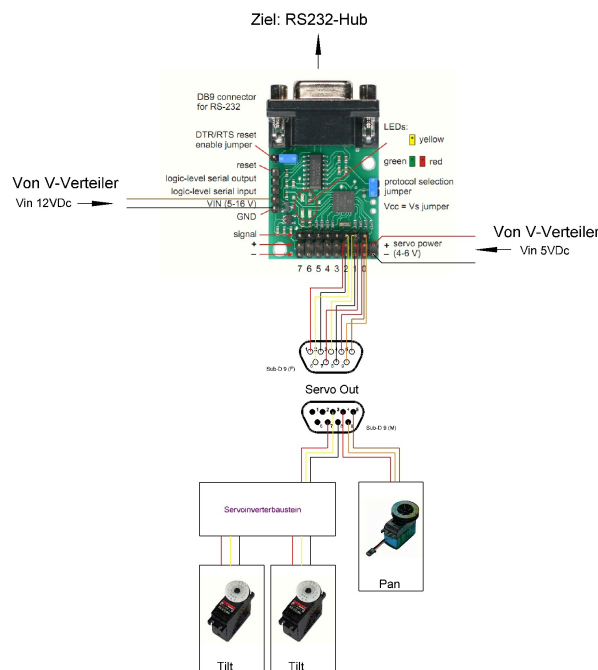 Ziel: RS232-Hub
DB9 connector
for RS-232
LEDs:
yellow
green
red
DTR/RTS reset
enable jumper
reset
logic-level serial output
logic-level serial input
VIN (5-16 V)
GND
protocol selection
jumper
Vcc = Vs jumper
Von V-Verteiler
Vin 12VDc
Von V-Verteiler
Vin 5VDc
signal
+
−
+ servo power
− (4-6 V)
7 6 5 4 3 2 1 0
Sub-D 9 (F)
Servo Out
Sub-D 9 (M)
Servoinverterbaustein
Pan
Tilt
Tilt